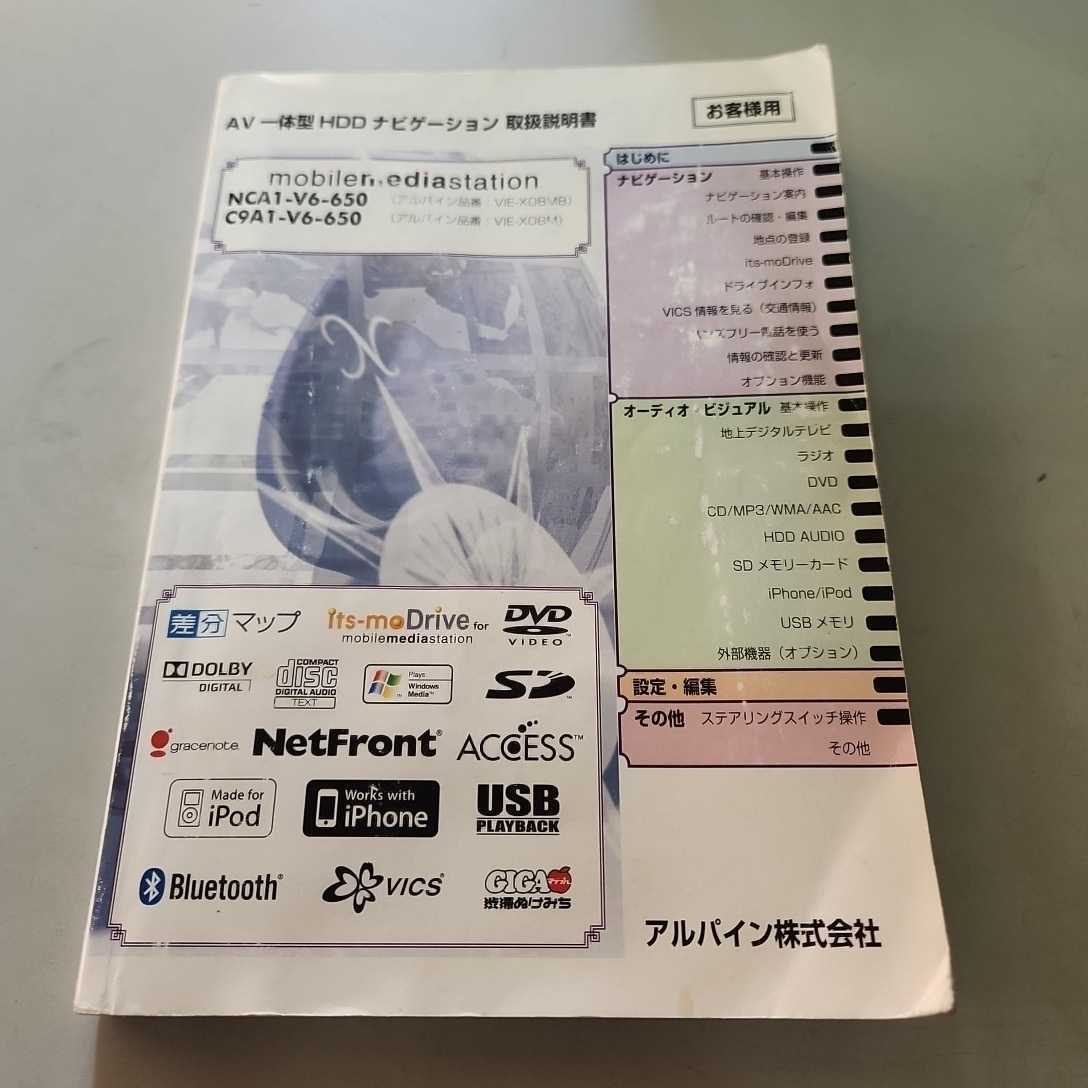 AV 一体型 HDD ナビゲーション 取扱説明書
お客様用
mobilemediastation
NCA1-V6-650 (アルパイン品番：VIE-X08MB)
C9A1-V6-650 (アルパイン品番：VIE-X08M)
はじめに
ナビゲーション 基本操作
ナビゲーション案内
ルートの確認・編集
地点の登録
its-moDrive
ドライブインフォ
VICS 情報を見る（交通情報）
ハンズフリー電話を使う
情報の確認と更新
オプション機能
オーディオ・ビジュアル 基本操作
地上デジタルテレビ
ラジオ
DVD
CD/MP3/WMA/AAC
HDD AUDIO
SD メモリーカード
iPhone/iPod
USB メモリ
外部機器（オプション）
設定・編集
その他 ステアリングスイッチ操作
その他
差分マップ
its-moDrive for
mobilemediastation
DVD
VIDEO™
DOLBY
DIGITAL
COMPACT
disc
DIGITAL AUDIO
TEXT
Plays
Windows
Media™
SD™
gracenote.
NetFront®
ACCESS™
Made for
iPod
Works with
iPhone
USB
PLAYBACK
Bluetooth®
VICS®
GIGA マップル
渋滞ぬけみち
アルパイン株式会社